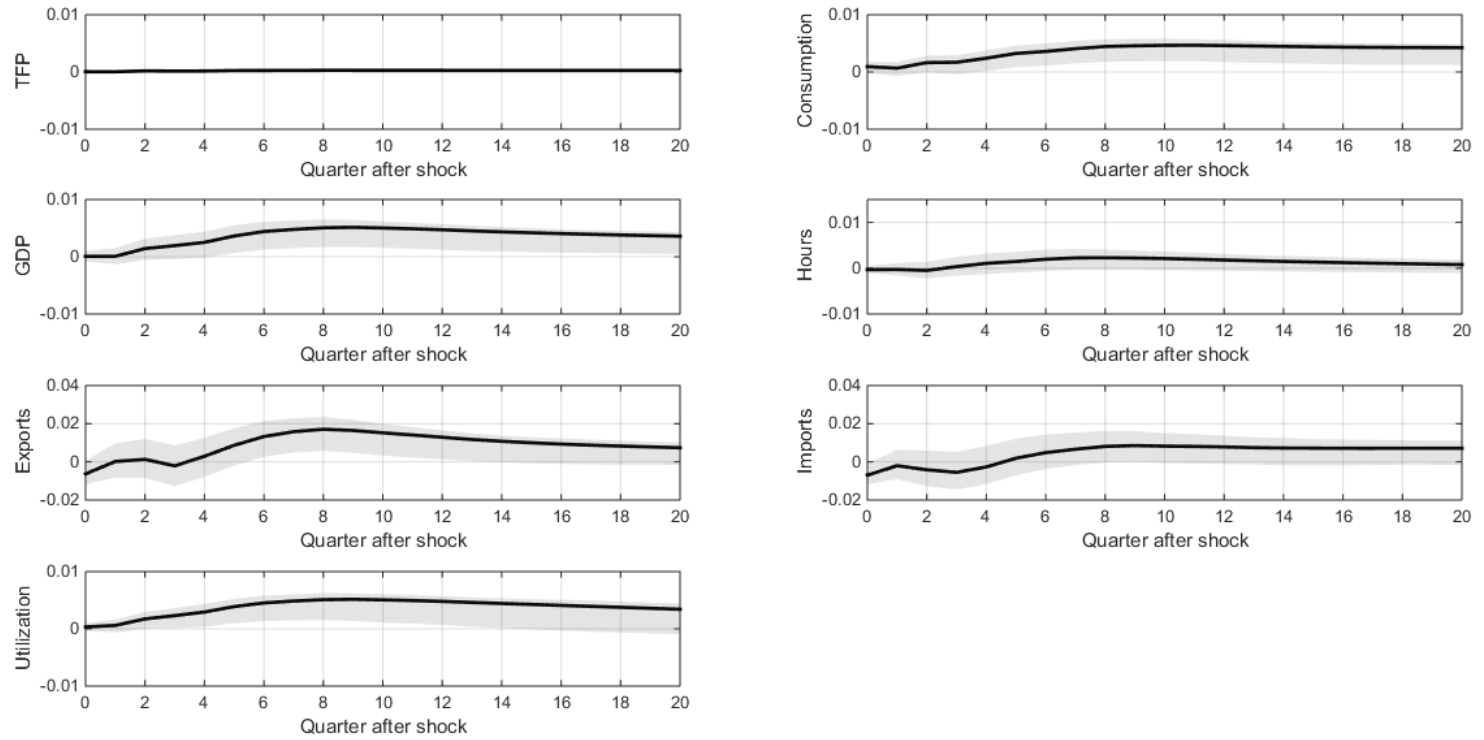 TFP
0.01
0
-0.01
0 2 4 6 8 10 12 14 16 18 20
Quarter after shock
Consumption
0.01
0
-0.01
0 2 4 6 8 10 12 14 16 18 20
Quarter after shock
GDP
0.01
0
-0.01
0 2 4 6 8 10 12 14 16 18 20
Quarter after shock
Hours
0.01
0
-0.01
0 2 4 6 8 10 12 14 16 18 20
Quarter after shock
Exports
0.04
0.02
0
-0.02
0 2 4 6 8 10 12 14 16 18 20
Quarter after shock
Imports
0.04
0.02
0
-0.02
0 2 4 6 8 10 12 14 16 18 20
Quarter after shock
Utilization
0.01
0
-0.01
0 2 4 6 8 10 12 14 16 18 20
Quarter after shock